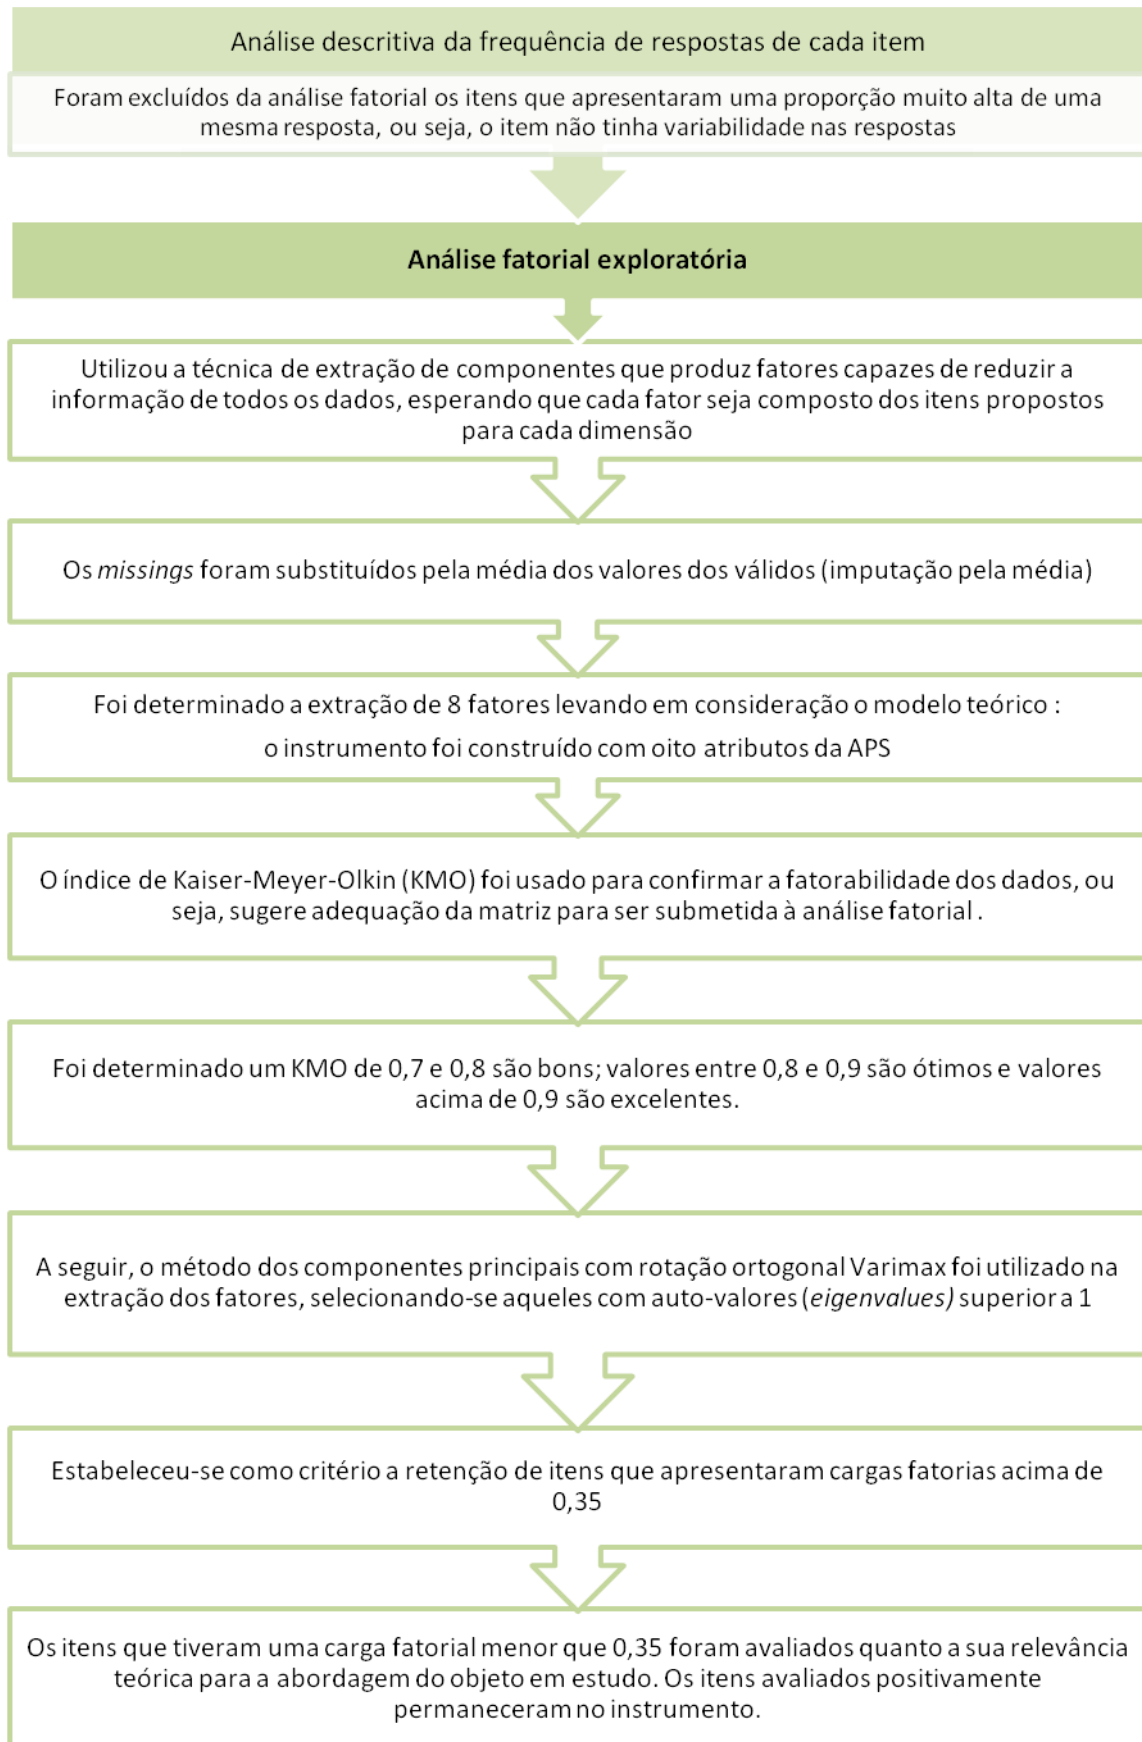 Análise descritiva da frequência de respostas de cada item
Foram excluídos da análise fatorial os itens que apresentaram uma proporção muito alta de uma
mesma resposta, ou seja, o item não tinha variabilidade nas respostas
Análise fatorial exploratória
Utilizou a técnica de extração de componentes que produz fatores capazes de reduzir a
informação de todos os dados, esperando que cada fator seja composto dos itens propostos
para cada dimensão
Os missings foram substituídos pela média dos valores dos válidos (imputação pela média)
Foi determinado a extração de 8 fatores levando em consideração o modelo teórico :
o instrumento foi construído com oito atributos da APS
O índice de Kaiser-Meyer-Olkin (KMO) foi usado para confirmar a fatorabilidade dos dados, ou
seja, sugere adequação da matriz para ser submetida à análise fatorial .
Foi determinado um KMO de 0,7 e 0,8 são bons; valores entre 0,8 e 0,9 são ótimos e valores
acima de 0,9 são excelentes.
A seguir, o método dos componentes principais com rotação ortogonal Varimax foi utilizado na
extração dos fatores, selecionando-se aqueles com auto-valores (eigenvalues) superior a 1
Estabeleceu-se como critério a retenção de itens que apresentaram cargas fatorias acima de
0,35
Os itens que tiveram uma carga fatorial menor que 0,35 foram avaliados quanto a sua relevância
teórica para a abordagem do objeto em estudo. Os itens avaliados positivamente
permaneceram no instrumento.